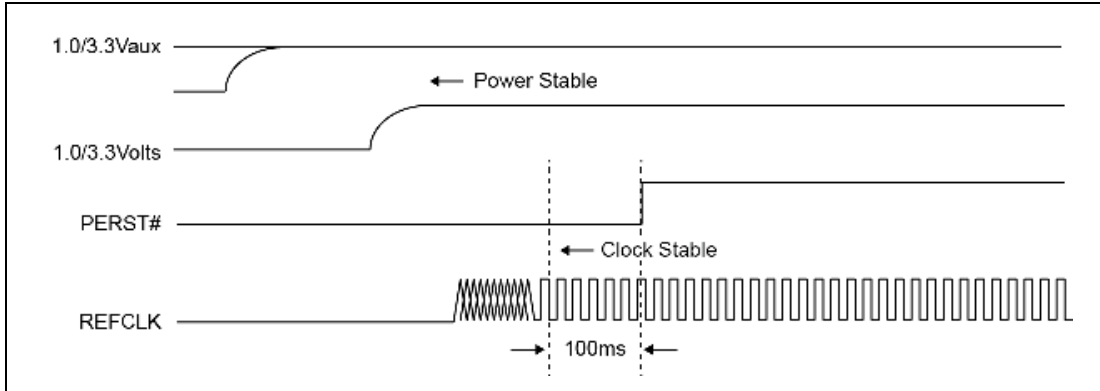 1.0/3.3Vaux
Power Stable
1.0/3.3Volts
PERST#
Clock Stable
REFCLK
100ms